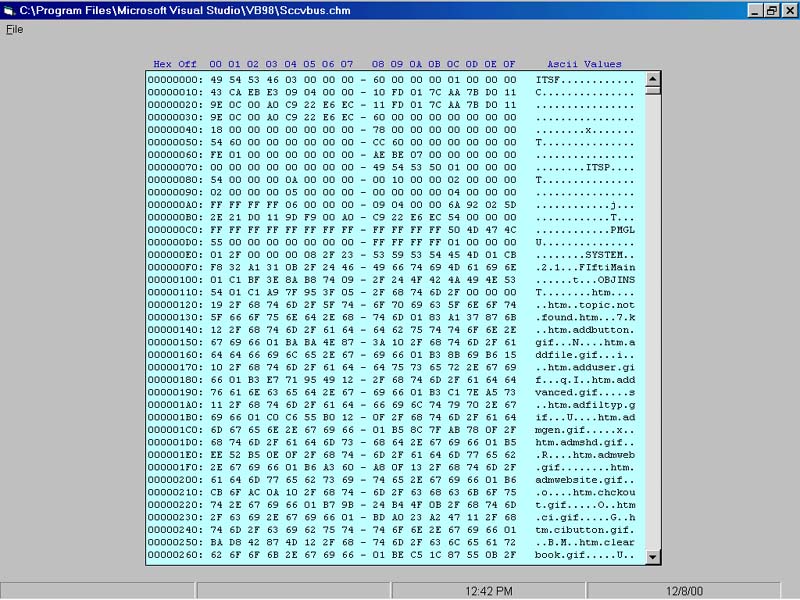 C:\Program Files\Microsoft Visual Studio\VB98\Sccvbus.chm
File
Hex Off 00 01 02 03 04 05 06 07 08 09 0A 0B 0C 0D 0E 0F Ascii Values
00000000: 49 54 53 46 03 00 00 00 - 60 00 00 00 01 00 00 00 ITSF............
00000010: 43 CA EB E3 09 04 00 00 - 10 FD 01 7C AA 7B D0 11 C...............
00000020: 9E 0C 00 A0 C9 22 E6 EC - 11 FD 01 7C AA 7B D0 11 ................
00000030: 9E 0C 00 A0 C9 22 E6 EC - 60 00 00 00 00 00 00 00 ................
00000040: 18 00 00 00 00 00 00 00 - 78 00 00 00 00 00 00 00 ........x.......
00000050: 54 60 00 00 00 00 00 00 - CC 60 00 00 00 00 00 00 T...............
00000060: FE 01 00 00 00 00 00 00 - AE BE 07 00 00 00 00 00 ................
00000070: 00 00 00 00 00 00 00 00 - 49 54 53 50 01 00 00 00 ........ITSP....
00000080: 54 00 00 00 0A 00 00 00 - 00 10 00 00 02 00 00 00 T...............
00000090: 02 00 00 00 05 00 00 00 - 00 00 00 00 04 00 00 00 ................
000000A0: FF FF FF FF 06 00 00 00 - 09 04 00 00 6A 92 02 5D ............j...
000000B0: 2E 21 D0 11 9D F9 00 A0 - C9 22 E6 EC 54 00 00 00 ............T...
000000C0: FF FF FF FF FF FF FF FF - FF FF FF FF 50 4D 47 4C ............PMGL
000000D0: 55 00 00 00 00 00 00 00 - FF FF FF FF 01 00 00 00 U...............
000000E0: 01 2F 00 00 00 08 2F 23 - 53 59 53 54 45 4D 01 CB ........SYSTEM..
000000F0: F8 32 A1 31 0B 2F 24 46 - 49 66 74 69 4D 61 69 6E .2.1...FIftiMain
00000100: 01 C1 BF 3E 8A B8 74 09 - 2F 24 4F 42 4A 49 4E 53 ......t...OBJINS
00000110: 54 01 C1 A9 7F 95 3F 05 - 2F 68 74 6D 2F 00 00 00 T........htm....
00000120: 19 2F 68 74 6D 2F 5F 74 - 6F 70 69 63 5F 6E 6F 74 ..htm..topic.not
00000130: 5F 66 6F 75 6E 64 2E 68 - 74 6D 01 83 A1 37 87 6B .found.htm...7.k
00000140: 12 2F 68 74 6D 2F 61 64 - 64 62 75 74 74 6F 6E 2E ..htm.addbutton.
00000150: 67 69 66 01 BA BA 4E 87 - 3A 10 2F 68 74 6D 2F 61 gif...N....htm.a
00000160: 64 64 66 69 6C 65 2E 67 - 69 66 01 B3 8B 69 B6 15 ddfile.gif...i..
00000170: 10 2F 68 74 6D 2F 61 64 - 64 75 73 65 72 2E 67 69 ..htm.adduser.gi
00000180: 66 01 B3 E7 71 95 49 12 - 2F 68 74 6D 2F 61 64 64 f...q.I..htm.add
00000190: 76 61 6E 63 65 64 2E 67 - 69 66 01 B3 C1 7E A5 73 vanced.gif.....s
000001A0: 11 2F 68 74 6D 2F 61 64 - 66 69 6C 74 79 70 2E 67 ..htm.adfiltyp.g
000001B0: 69 66 01 C0 C6 55 B0 12 - 0F 2F 68 74 6D 2F 61 64 if...U....htm.ad
000001C0: 6D 67 65 6E 2E 67 69 66 - 01 B5 8C 7F AB 78 0F 2F mgen.gif.....x..
000001D0: 68 74 6D 2F 61 64 6D 73 - 68 64 2E 67 69 66 01 B5 htm.admshd.gif..
000001E0: EE 52 B5 0E 0F 2F 68 74 - 6D 2F 61 64 6D 77 65 62 .R....htm.admweb
000001F0: 2E 67 69 66 01 B6 A3 60 - A8 0F 13 2F 68 74 6D 2F .gif........htm.
00000200: 61 64 6D 77 65 62 73 69 - 74 65 2E 67 69 66 01 B6 admwebsite.gif..
00000210: CB 6F AC 0A 10 2F 68 74 - 6D 2F 63 68 63 6B 6F 75 .o....htm.chckou
00000220: 74 2E 67 69 66 01 B7 9B - 24 B4 4F 0B 2F 68 74 6D t.gif.....O..htm
00000230: 2F 63 69 2E 67 69 66 01 - BD A0 23 A2 47 11 2F 68 .ci.gif.....G..h
00000240: 74 6D 2F 63 69 62 75 74 - 74 6F 6E 2E 67 69 66 01 tm.cibutton.gif.
00000250: BA D8 42 87 4D 12 2F 68 - 74 6D 2F 63 6C 65 61 72 ..B.M..htm.clear
00000260: 62 6F 6F 6B 2E 67 69 66 - 01 BE C5 1C 87 55 0B 2F book.gif.....U..
12:42 PM 12/8/00